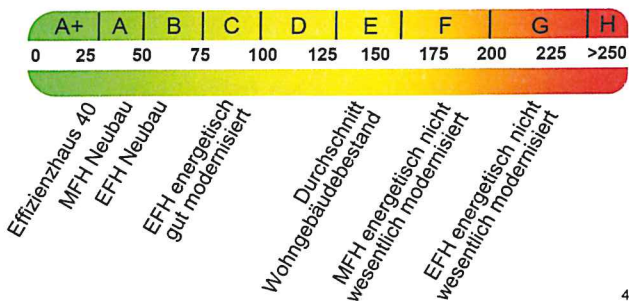 A+ A B C D E F G H
0 25 50 75 100 125 150 175 200 225 >250
Effizienzhaus 40
MFH Neubau
EFH Neubau
EFH energetisch
gut modernisiert
Durchschnitt
Wohngebäudebestand
MFH energetisch nicht
wesentlich modernisiert
EFH energetisch nicht
wesentlich modernisiert
4